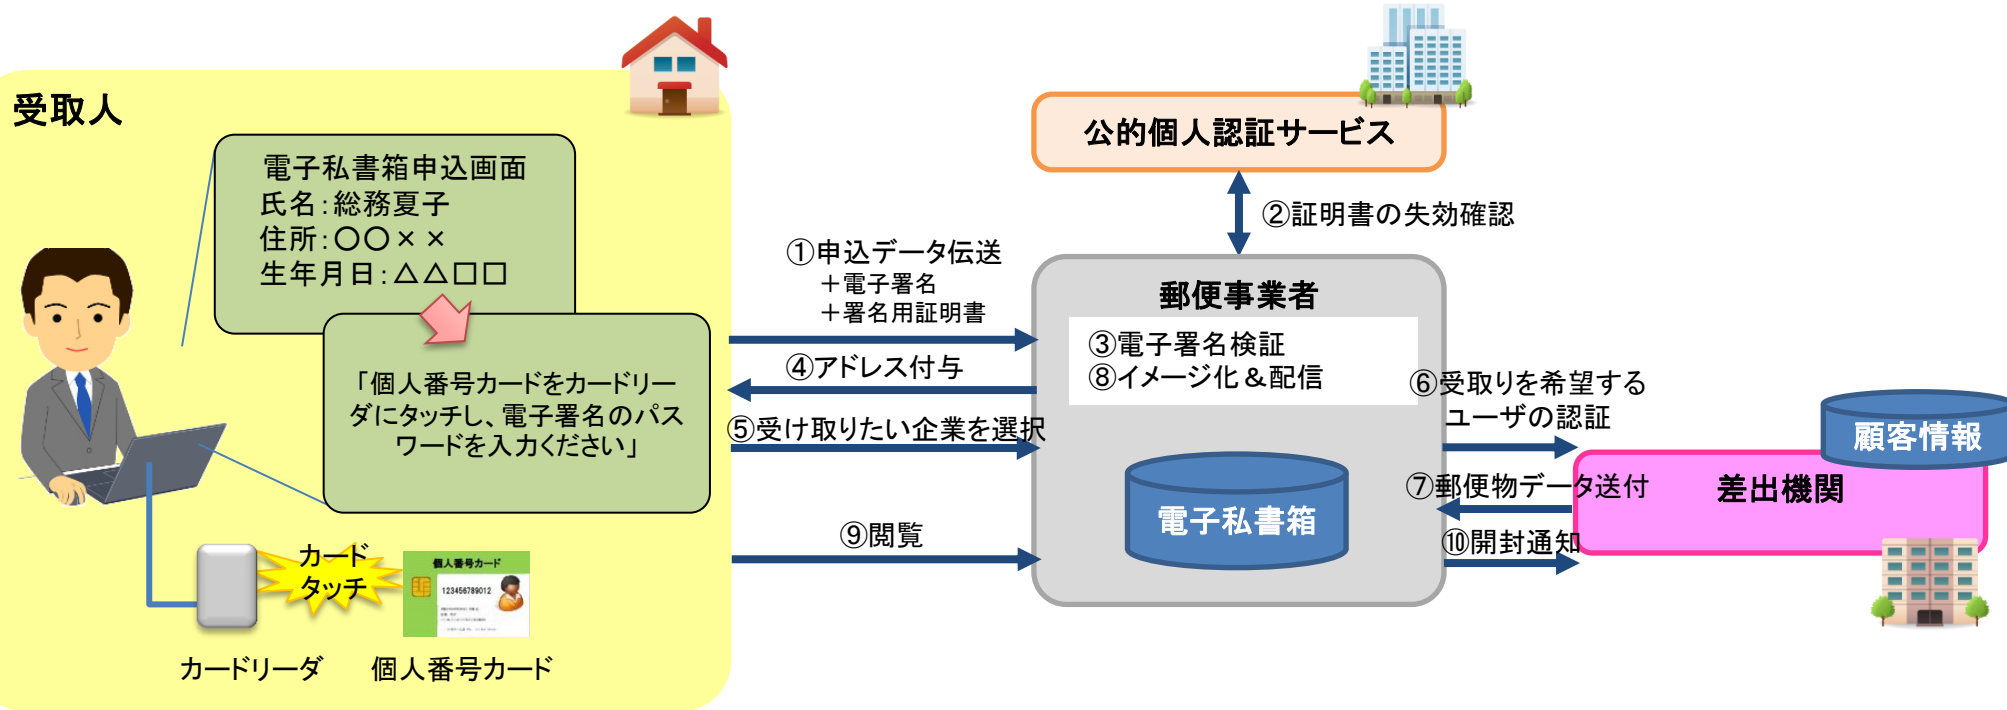 受取人
電子私書箱申込画面
氏名：総務夏子
住所：〇〇××
生年月日：△△□□
「個人番号カードをカードリー
ダにタッチし、電子署名のパス
ワードを入力ください」
カード
タッチ
個人番号カード
123456789012
カードリーダ
個人番号カード
①申込データ伝送
＋電子署名
＋署名用証明書
④アドレス付与
⑤受け取りたい企業を選択
⑨閲覧
公的個人認証サービス
②証明書の失効確認
郵便事業者
③電子署名検証
⑧イメージ化＆配信
電子私書箱
⑥受取りを希望する
ユーザの認証
⑦郵便物データ送付
⑩開封通知
顧客情報
差出機関